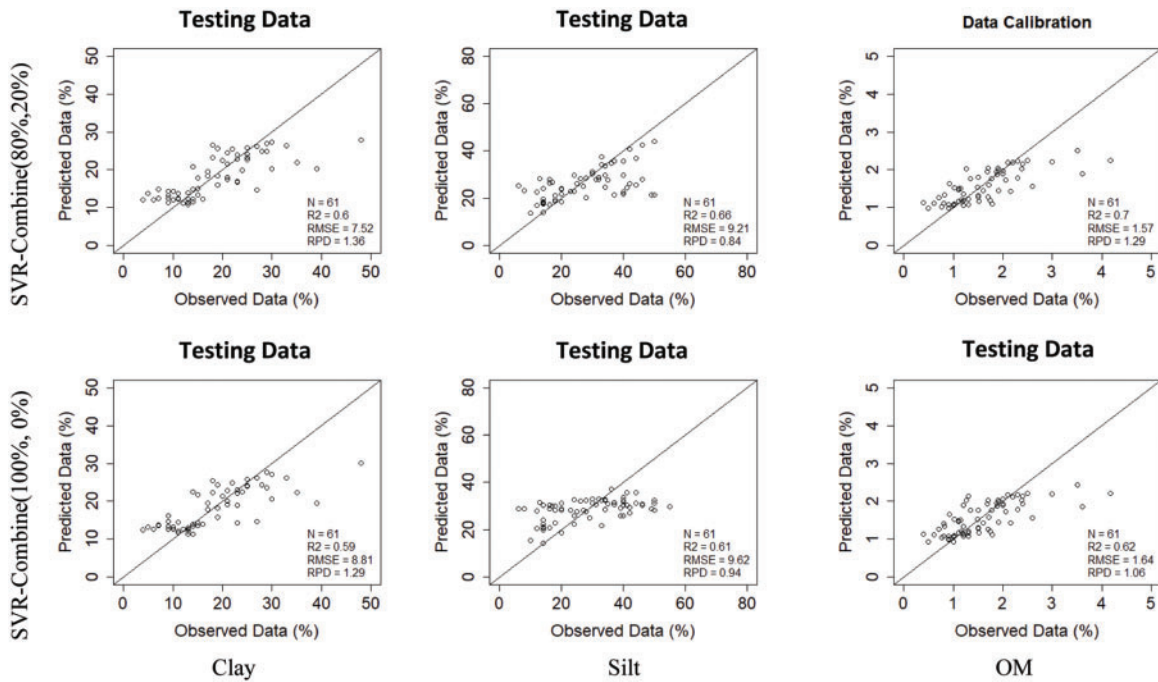 Testing Data
Testing Data
Data Calibration
SVR-Combine(80%,20%)
Predicted Data (%)
50
40
30
20
10
0
N = 61
R2 = 0.6
RMSE = 7.52
RPD = 1.36
0 10 20 30 40 50
Observed Data (%)
Predicted Data (%)
80
60
40
20
0
N = 61
R2 = 0.66
RMSE = 9.21
RPD = 0.84
0 20 40 60 80
Observed Data (%)
Predicted Data (%)
5
4
3
2
1
0
N = 61
R2 = 0.7
RMSE = 1.57
RPD = 1.29
0 1 2 3 4 5
Observed Data (%)
Testing Data
Testing Data
Testing Data
SVR-Combine(100%, 0%)
Predicted Data (%)
50
40
30
20
10
0
N = 61
R2 = 0.59
RMSE = 8.81
RPD = 1.29
0 10 20 30 40 50
Observed Data (%)
Predicted Data (%)
80
60
40
20
0
N = 61
R2 = 0.61
RMSE = 9.62
RPD = 0.94
0 20 40 60 80
Observed Data (%)
Predicted Data (%)
5
4
3
2
1
0
N = 61
R2 = 0.62
RMSE = 1.64
RPD = 1.06
0 1 2 3 4 5
Observed Data (%)
Clay
Silt
OM